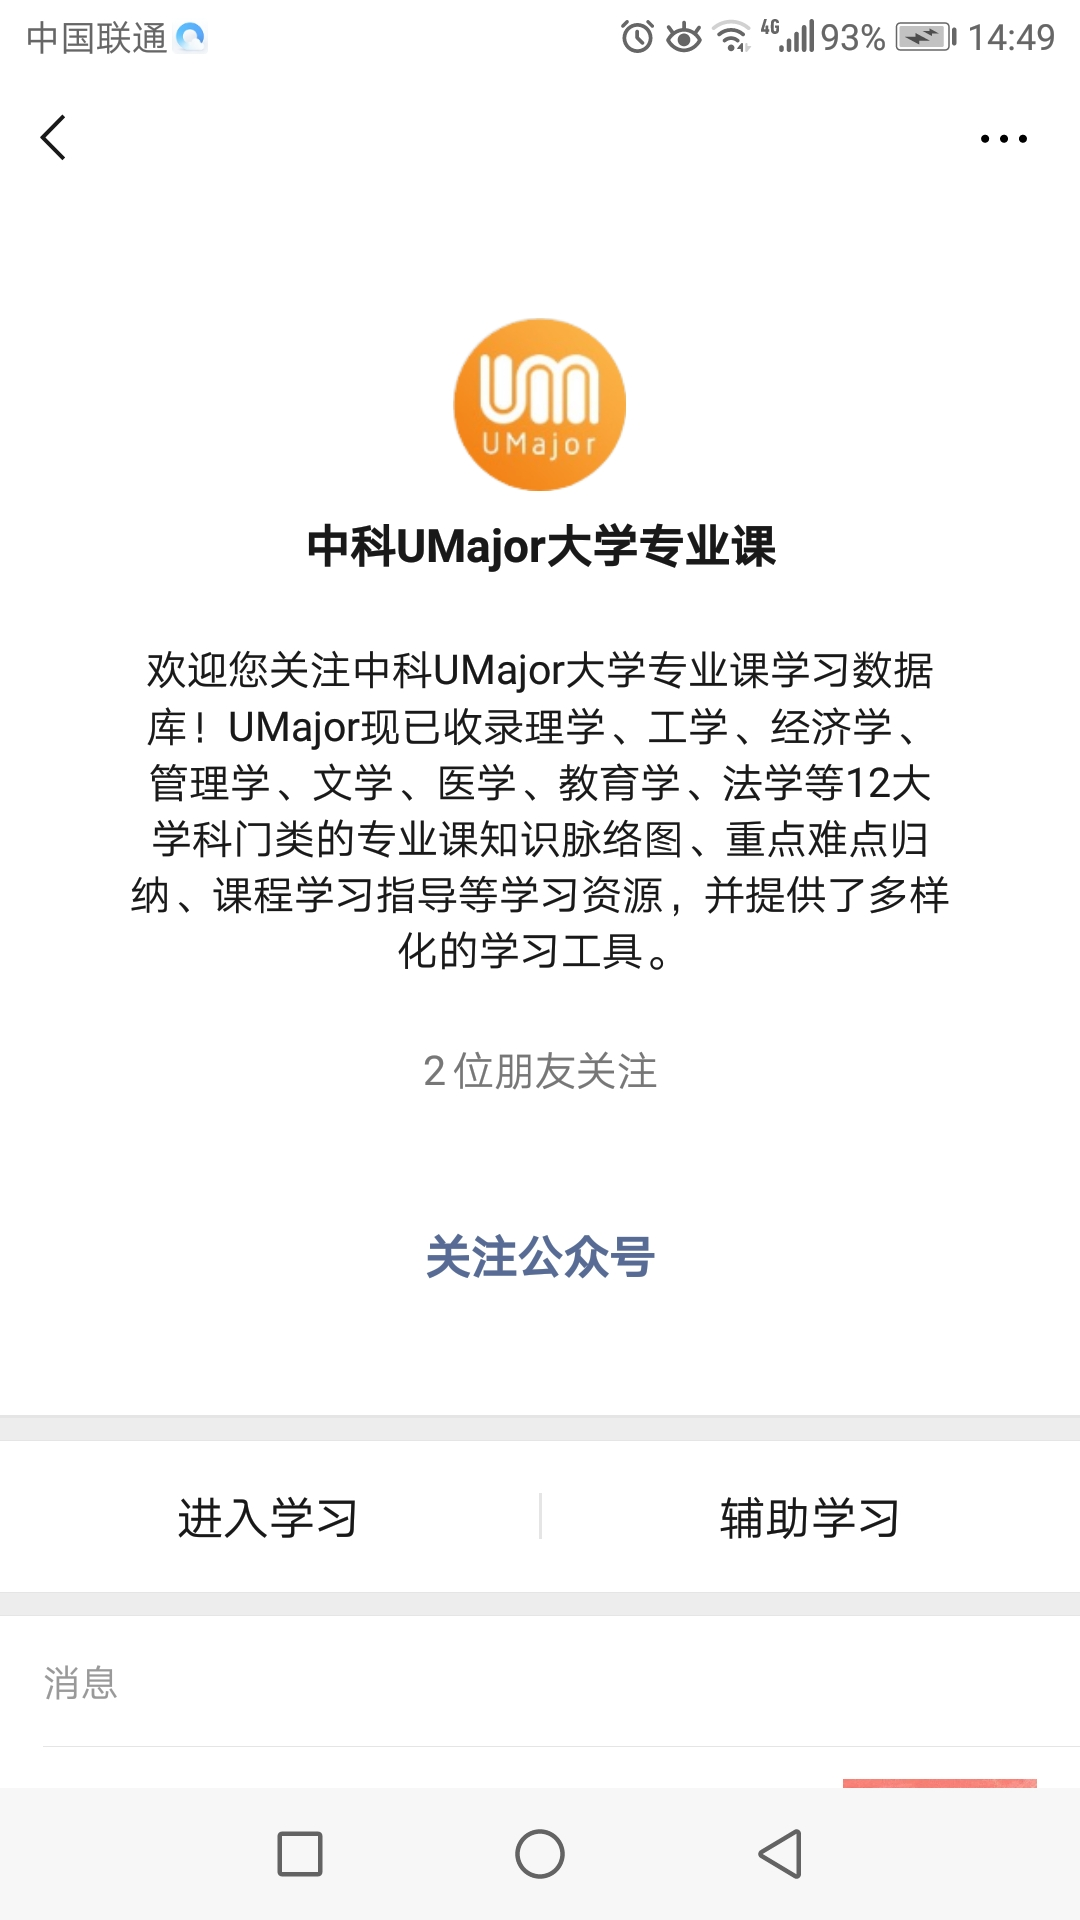 中国联通
4G 93% 14:49
um
UMajor
中科UMajor大学专业课
欢迎您关注中科UMajor大学专业课学习数据
库！UMajor现已收录理学、工学、经济学、
管理学、文学、医学、教育学、法学等12大
学科门类的专业课知识脉络图、重点难点归
纳、课程学习指导等学习资源，并提供了多样
化的学习工具。
2位朋友关注
关注公众号
进入学习
辅助学习
消息